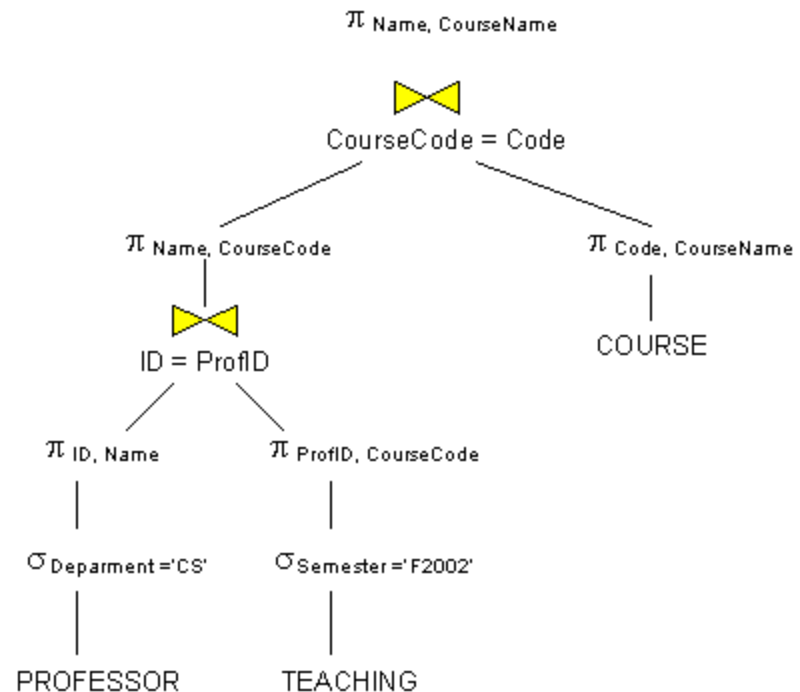 π Name, CourseName
CourseCode = Code
π Name, CourseCode
π Code, CourseName
COURSE
ID = ProfID
π ID, Name
π ProfID, CourseCode
σ Deparment ='CS'
σ Semester ='F2002'
PROFESSOR
TEACHING